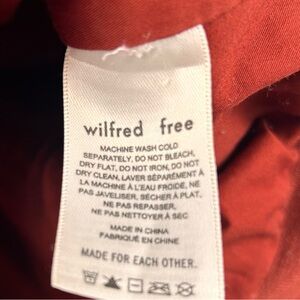 wilfred free
MACHINE WASH COLD
SEPARATELY, DO NOT BLEACH,
DRY FLAT, DO NOT IRON, DO NOT
DRY CLEAN, LAVER SÉPARÉMENT À
LA MACHINE À L'EAU FROIDE, NE
PAS JAVELISER, SÉCHER À PLAT,
NE PAS REPASSER,
NE PAS NETTOYER À SEC
MADE IN CHINA
FABRIQUÉ EN CHINE
MADE FOR EACH OTHER.